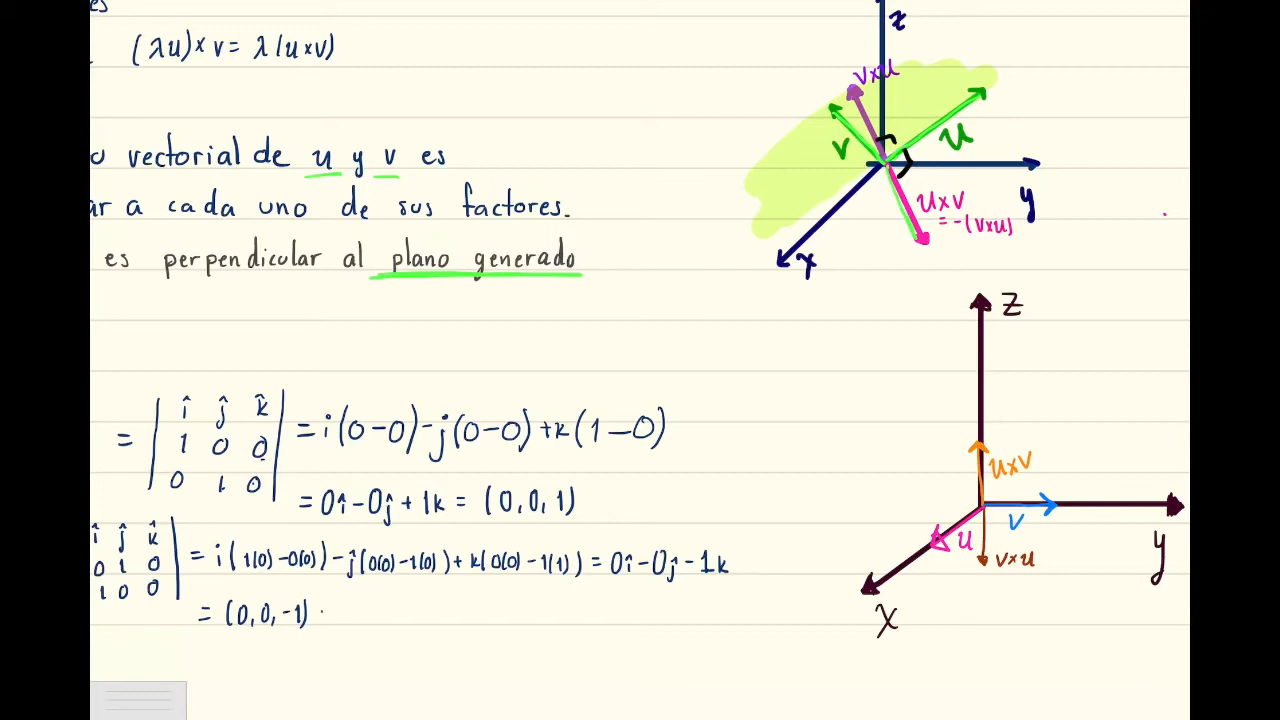 (λu)×v = λ(u×v)
vectorial de u y v es
a cada uno de sus factores.
es perpendicular al plano generado
= | î ĵ k̂ |
| 1 0 0 |
| 0 1 0 |
= i(0-0) - j(0-0) + k(1-0)
= 0î - 0ĵ + 1k = (0,0,1)
î ĵ k̂ |
0 1 0 |
1 0 0 |
= i(1(0)-0(0)) - ĵ(0(0)-1(0)) + k(0(0)-1(1)) = 0î - 0ĵ - 1k
= (0,0,-1)
z
v×u
v
u
y
u×v
= -(v×u)
x
z
u×v
v
u
v×u
y
x